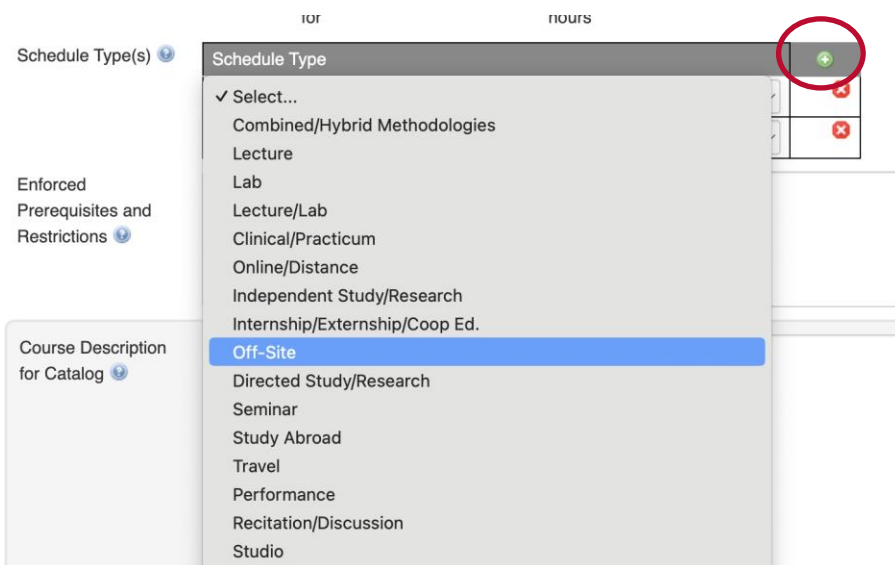 for hours
Schedule Type(s)
Schedule Type
✓ Select...
Combined/Hybrid Methodologies
Lecture
Lab
Lecture/Lab
Clinical/Practicum
Online/Distance
Independent Study/Research
Internship/Externship/Coop Ed.
Off-Site
Directed Study/Research
Seminar
Study Abroad
Travel
Performance
Recitation/Discussion
Studio
Enforced
Prerequisites and
Restrictions
Course Description
for Catalog